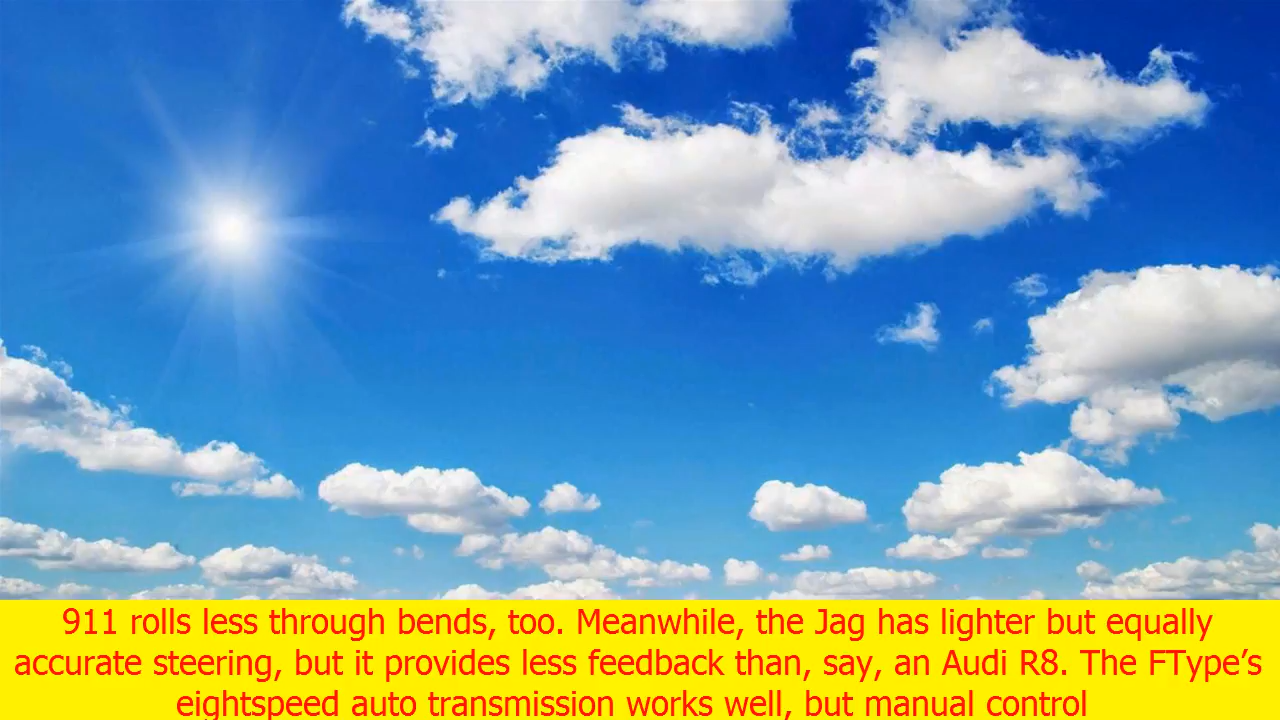 911 rolls less through bends, too. Meanwhile, the Jag has lighter but equally
accurate steering, but it provides less feedback than, say, an Audi R8. The FType’s
eightspeed auto transmission works well, but manual control